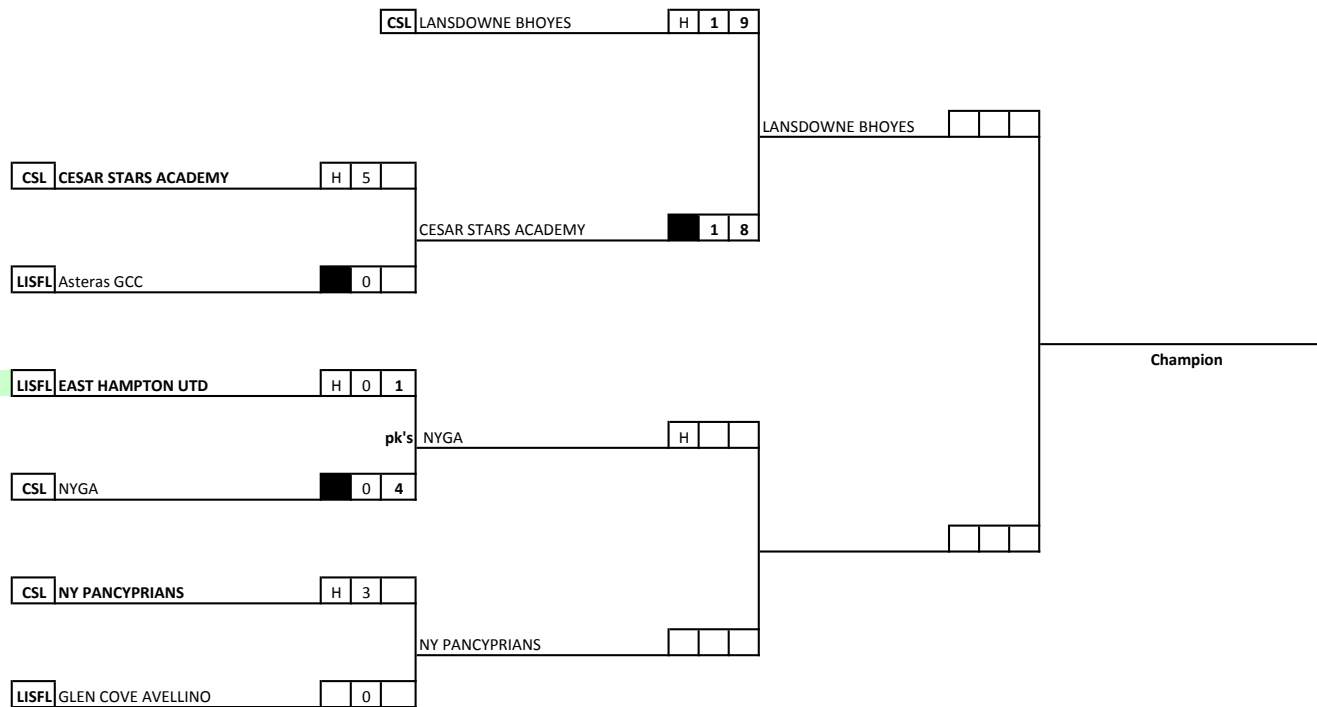 CSL LANSDOWNE BHOYES H 1 9
LANSDOWNE BHOYES
CSL CESAR STARS ACADEMY H 5
CESAR STARS ACADEMY 1 8
LISFL Asteras GCC 0
Champion
LISFL EAST HAMPTON UTD H 0 1
pk's NYGA H
CSL NYGA 0 4
CSL NY PANCYPRIANS H 3
NY PANCYPRIANS
LISFL GLEN COVE AVELLINO 0